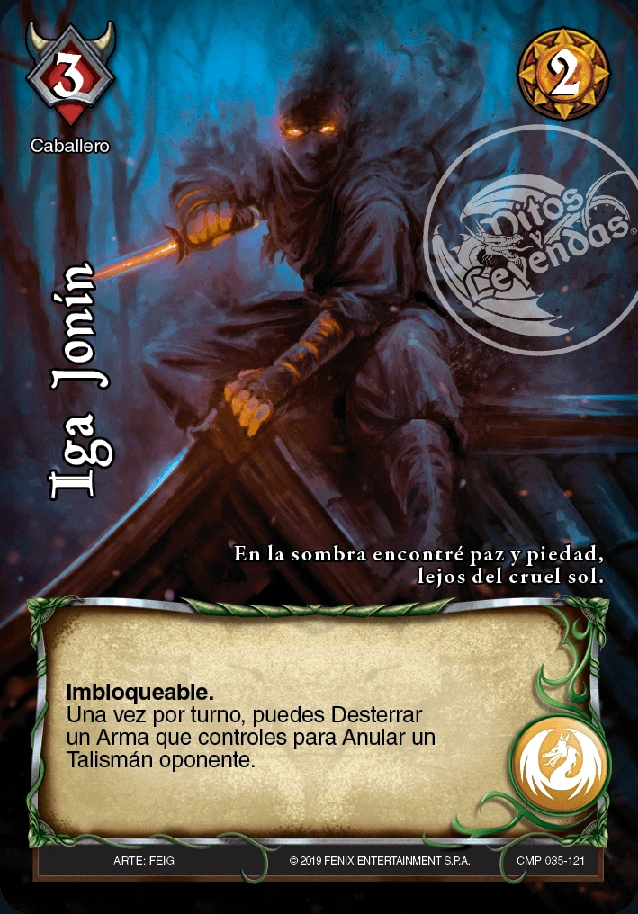 3
2
Caballero
Mitos
y
Leyendas
Iga Jonín
En la sombra encontré paz y piedad,
lejos del cruel sol.
Imbloqueable.
Una vez por turno, puedes Desterrar
un Arma que controles para Anular un
Talismán oponente.
ARTE: FEIG
© 2019 FENIX ENTERTAINMENT S.P.A.
CMP 035-121